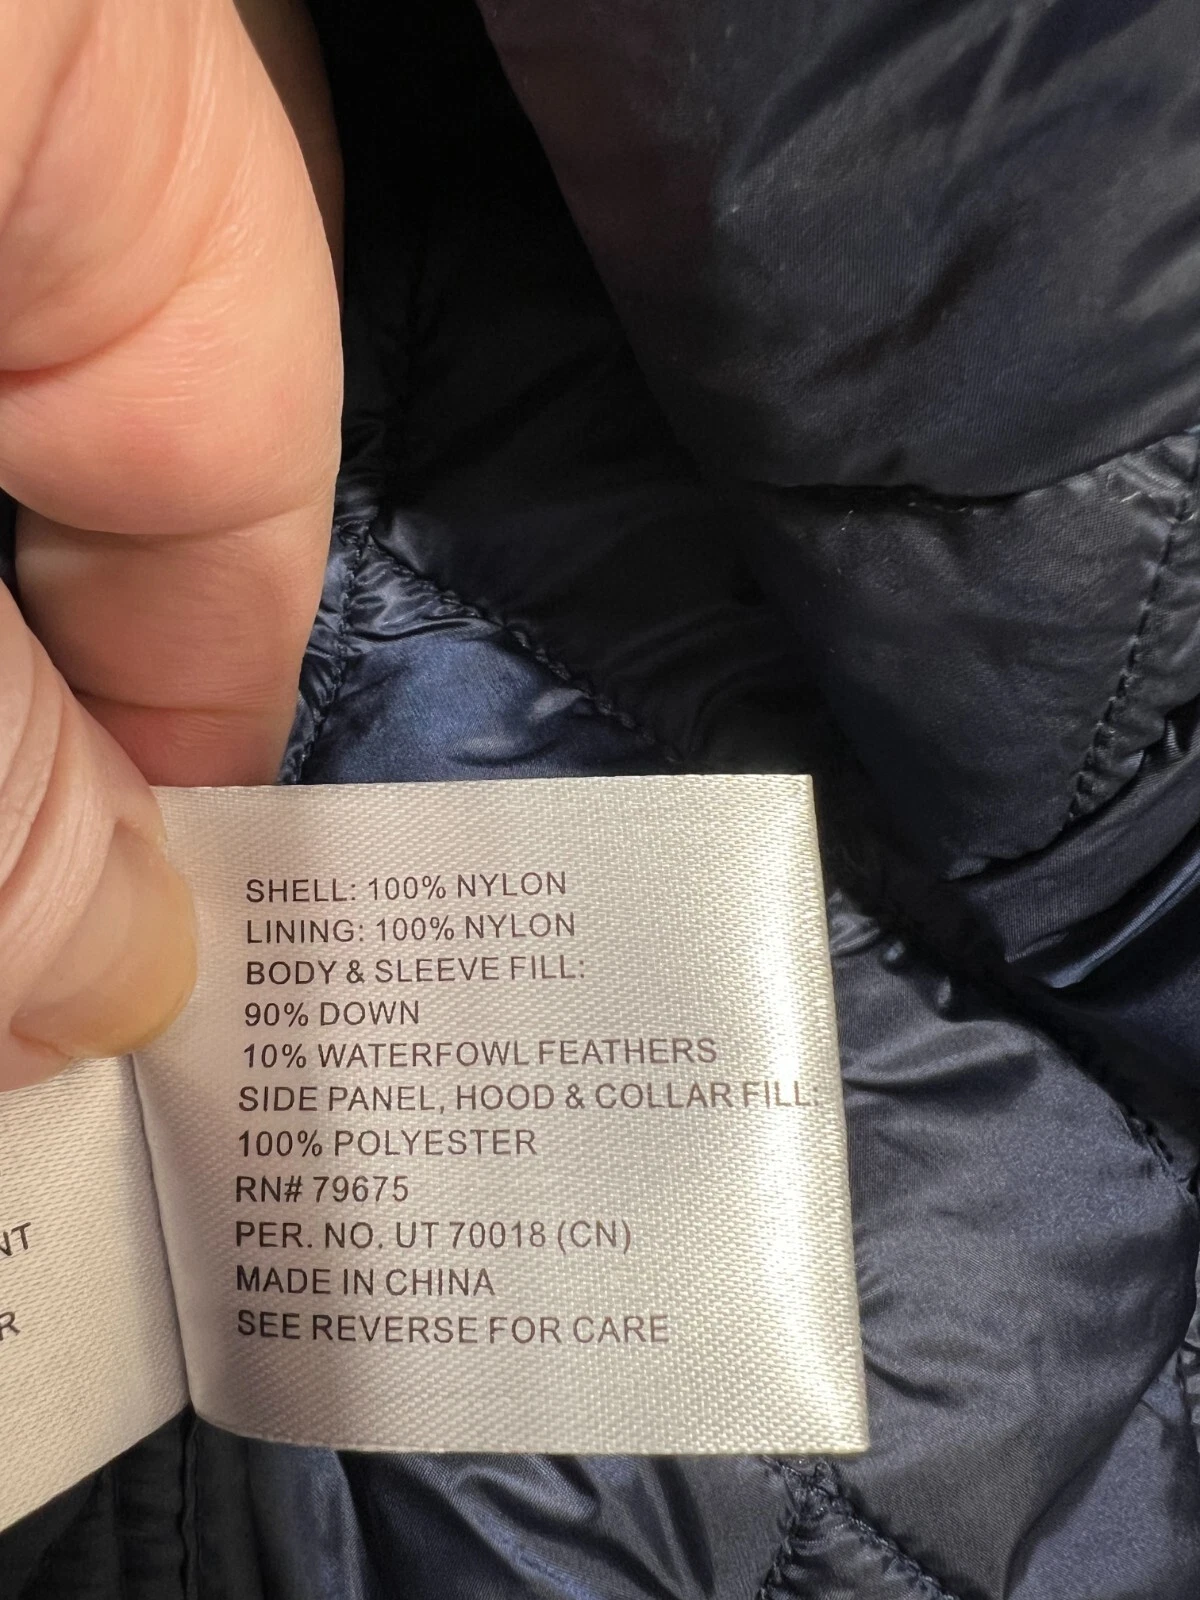 SHELL: 100% NYLON
LINING: 100% NYLON
BODY & SLEEVE FILL:
90% DOWN
10% WATERFOWL FEATHERS
SIDE PANEL, HOOD & COLLAR FILL:
100% POLYESTER
RN# 79675
PER. NO. UT 70018 (CN)
MADE IN CHINA
SEE REVERSE FOR CARE